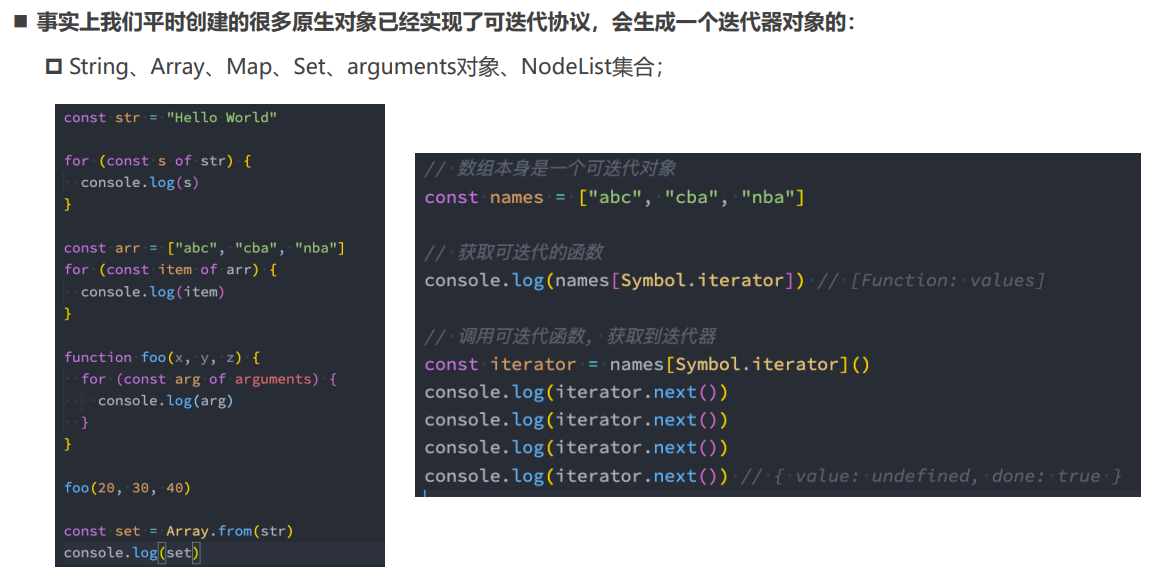 ■ 事实上我们平时创建的很多原生对象已经实现了可迭代协议，会生成一个迭代器对象的：
String、Array、Map、Set、arguments对象、NodeList集合；
const str = "Hello World"
for (const s of str) {
  console.log(s)
}
const arr = ["abc", "cba", "nba"]
for (const item of arr) {
  console.log(item)
}
function foo(x, y, z) {
  for (const arg of arguments) {
    console.log(arg)
  }
}
foo(20, 30, 40)
const set = Array.from(str)
console.log(set)
// 数组本身是一个可迭代对象
const names = ["abc", "cba", "nba"]
// 获取可迭代的函数
console.log(names[Symbol.iterator]) // [Function: values]
// 调用可迭代函数, 获取到迭代器
const iterator = names[Symbol.iterator]()
console.log(iterator.next())
console.log(iterator.next())
console.log(iterator.next())
console.log(iterator.next()) // { value: undefined, done: true }